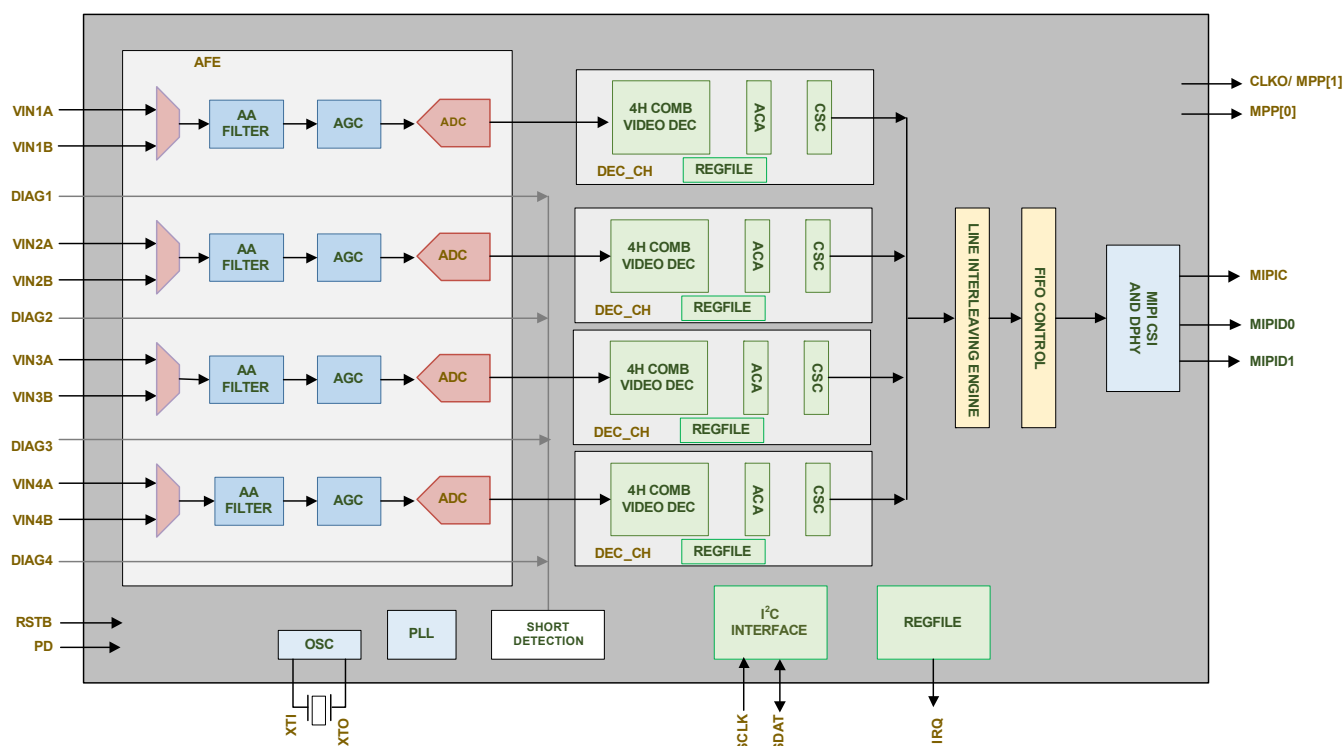 AFE
VIN1A
VIN1B
AA
FILTER
AGC
ADC
4H COMB
VIDEO DEC
ACA
CSC
DEC_CH
REGFILE
CLKO/ MPP[1]
MPP[0]
DIAG1
VIN2A
VIN2B
AA
FILTER
AGC
ADC
4H COMB
VIDEO DEC
ACA
CSC
DEC_CH
REGFILE
DIAG2
VIN3A
VIN3B
AA
FILTER
AGC
ADC
4H COMB
VIDEO DEC
ACA
CSC
DEC_CH
REGFILE
DIAG3
VIN4A
VIN4B
AA
FILTER
AGC
ADC
4H COMB
VIDEO DEC
ACA
CSC
DEC_CH
REGFILE
DIAG4
LINE INTERLEAVING ENGINE
FIFO CONTROL
MIPI CSI
AND DPHY
MIPIC
MIPID0
MIPID1
RSTB
PD
OSC
PLL
SHORT
DETECTION
I²C
INTERFACE
REGFILE
XTI
XTO
SCLK
SDAT
IRQ